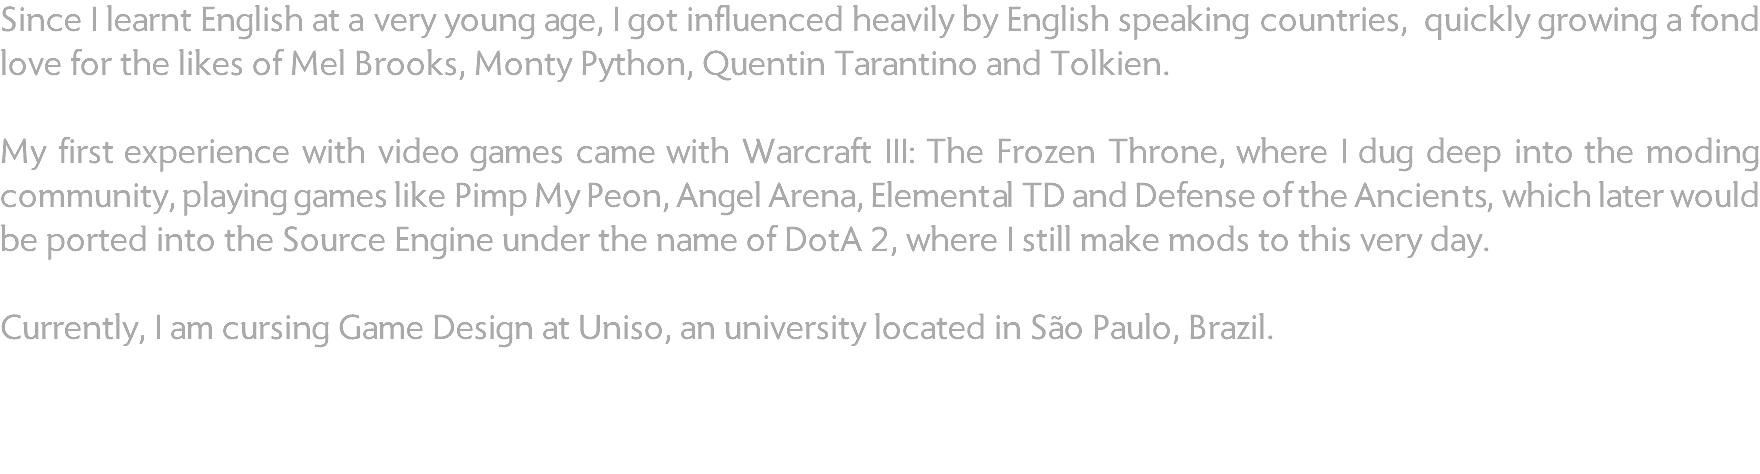 Since I learnt English at a very young age, I got influenced heavily by English speaking countries,  quickly growing a fond
love for the likes of Mel Brooks, Monty Python, Quentin Tarantino and Tolkien.
My first experience with video games came with Warcraft III: The Frozen Throne, where I dug deep into the moding
community, playing games like Pimp My Peon, Angel Arena, Elemental TD and Defense of the Ancients, which later would
be ported into the Source Engine under the name of DotA 2, where I still make mods to this very day.
Currently, I am cursing Game Design at Uniso, an university located in São Paulo, Brazil.